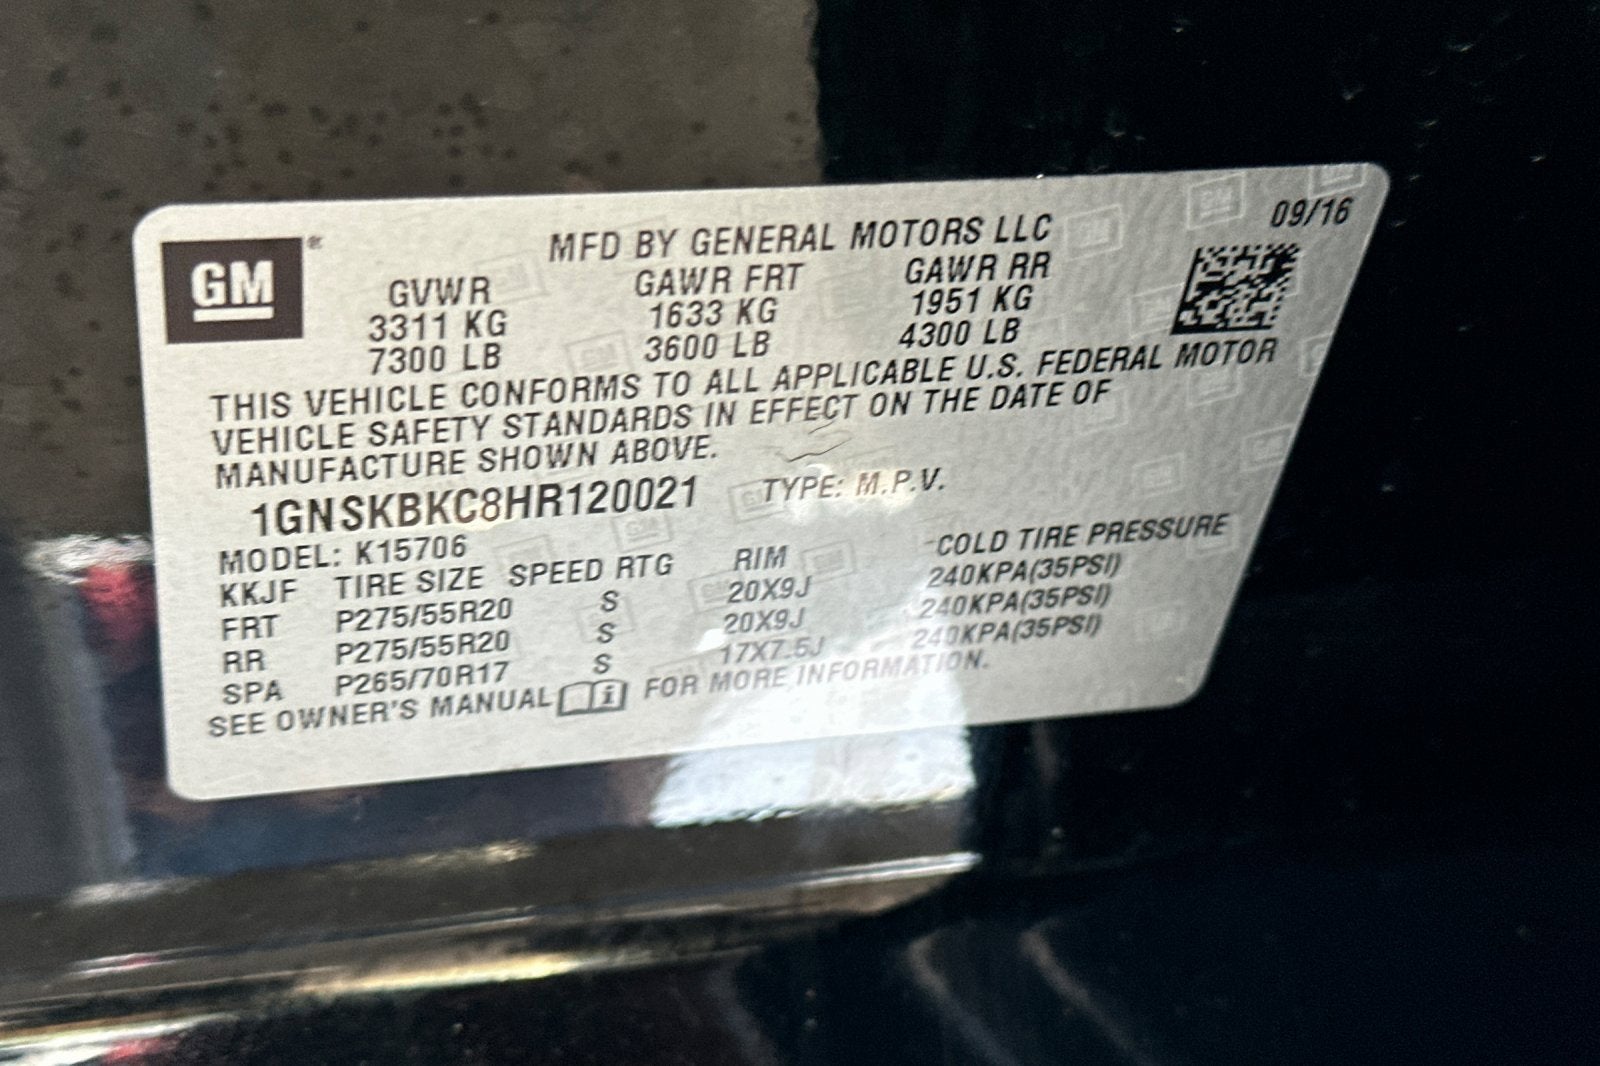 GM
MFD BY GENERAL MOTORS LLC 09/16
GVWR GAWR FRT GAWR RR
3311 KG 1633 KG 1951 KG
7300 LB 3600 LB 4300 LB
THIS VEHICLE CONFORMS TO ALL APPLICABLE U.S. FEDERAL MOTOR
VEHICLE SAFETY STANDARDS IN EFFECT ON THE DATE OF
MANUFACTURE SHOWN ABOVE.
1GNSKBKC8HR120021 TYPE: M.P.V.
MODEL: K15706
KKJF TIRE SIZE SPEED RTG RIM COLD TIRE PRESSURE
FRT P275/55R20 S 20X9J 240KPA(35PSI)
RR P275/55R20 S 20X9J 240KPA(35PSI)
SPA P265/70R17 S 17X7.5J 240KPA(35PSI)
SEE OWNER'S MANUAL FOR MORE INFORMATION.